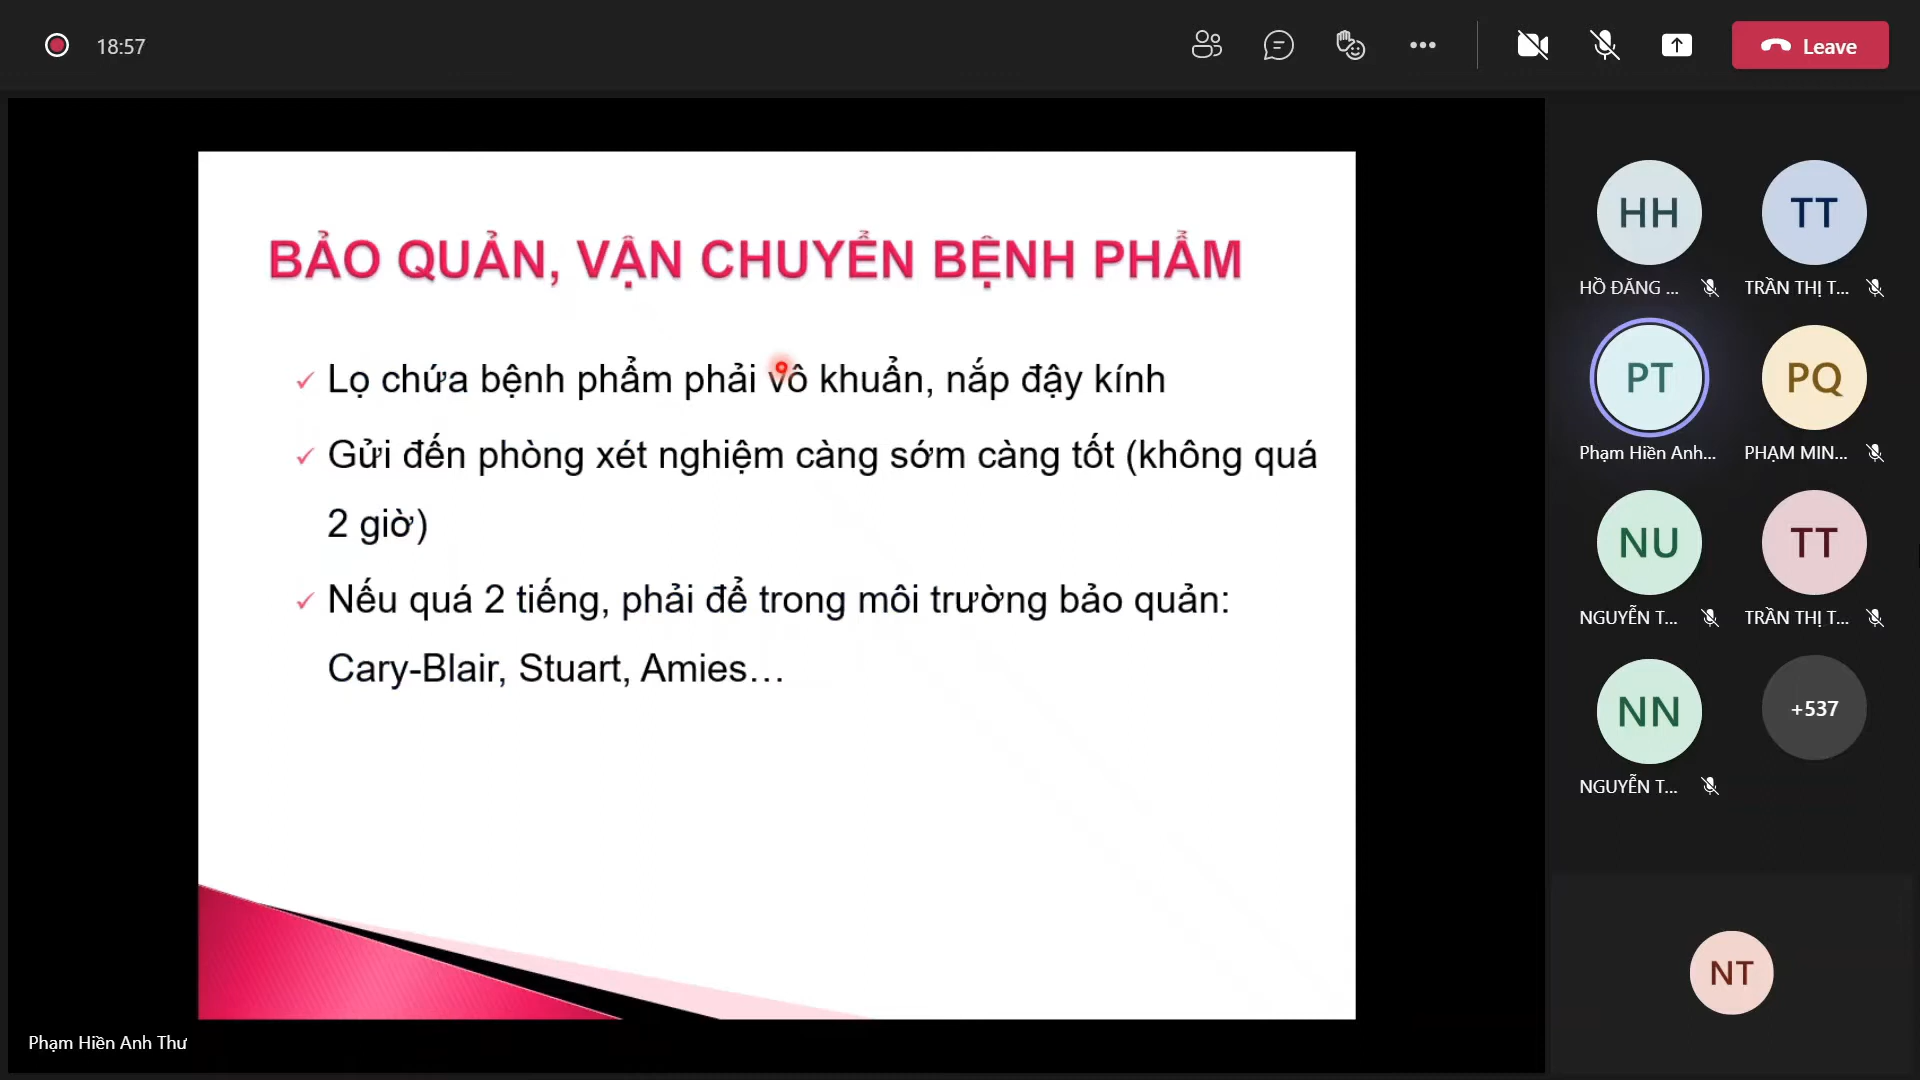 18:57
Leave
BẢO QUẢN, VẬN CHUYỂN BỆNH PHẨM
Lọ chứa bệnh phẩm phải vô khuẩn, nắp đậy kính
Gửi đến phòng xét nghiệm càng sớm càng tốt (không quá
2 giờ)
Nếu quá 2 tiếng, phải để trong môi trường bảo quản:
Cary-Blair, Stuart, Amies...
Phạm Hiền Anh Thư
HH
TT
HỒ ĐĂNG ...
TRẦN THỊ T...
PT
PQ
Phạm Hiền Anh...
PHẠM MIN...
NU
TT
NGUYỄN T...
TRẦN THỊ T...
NN
+537
NGUYỄN T...
NT